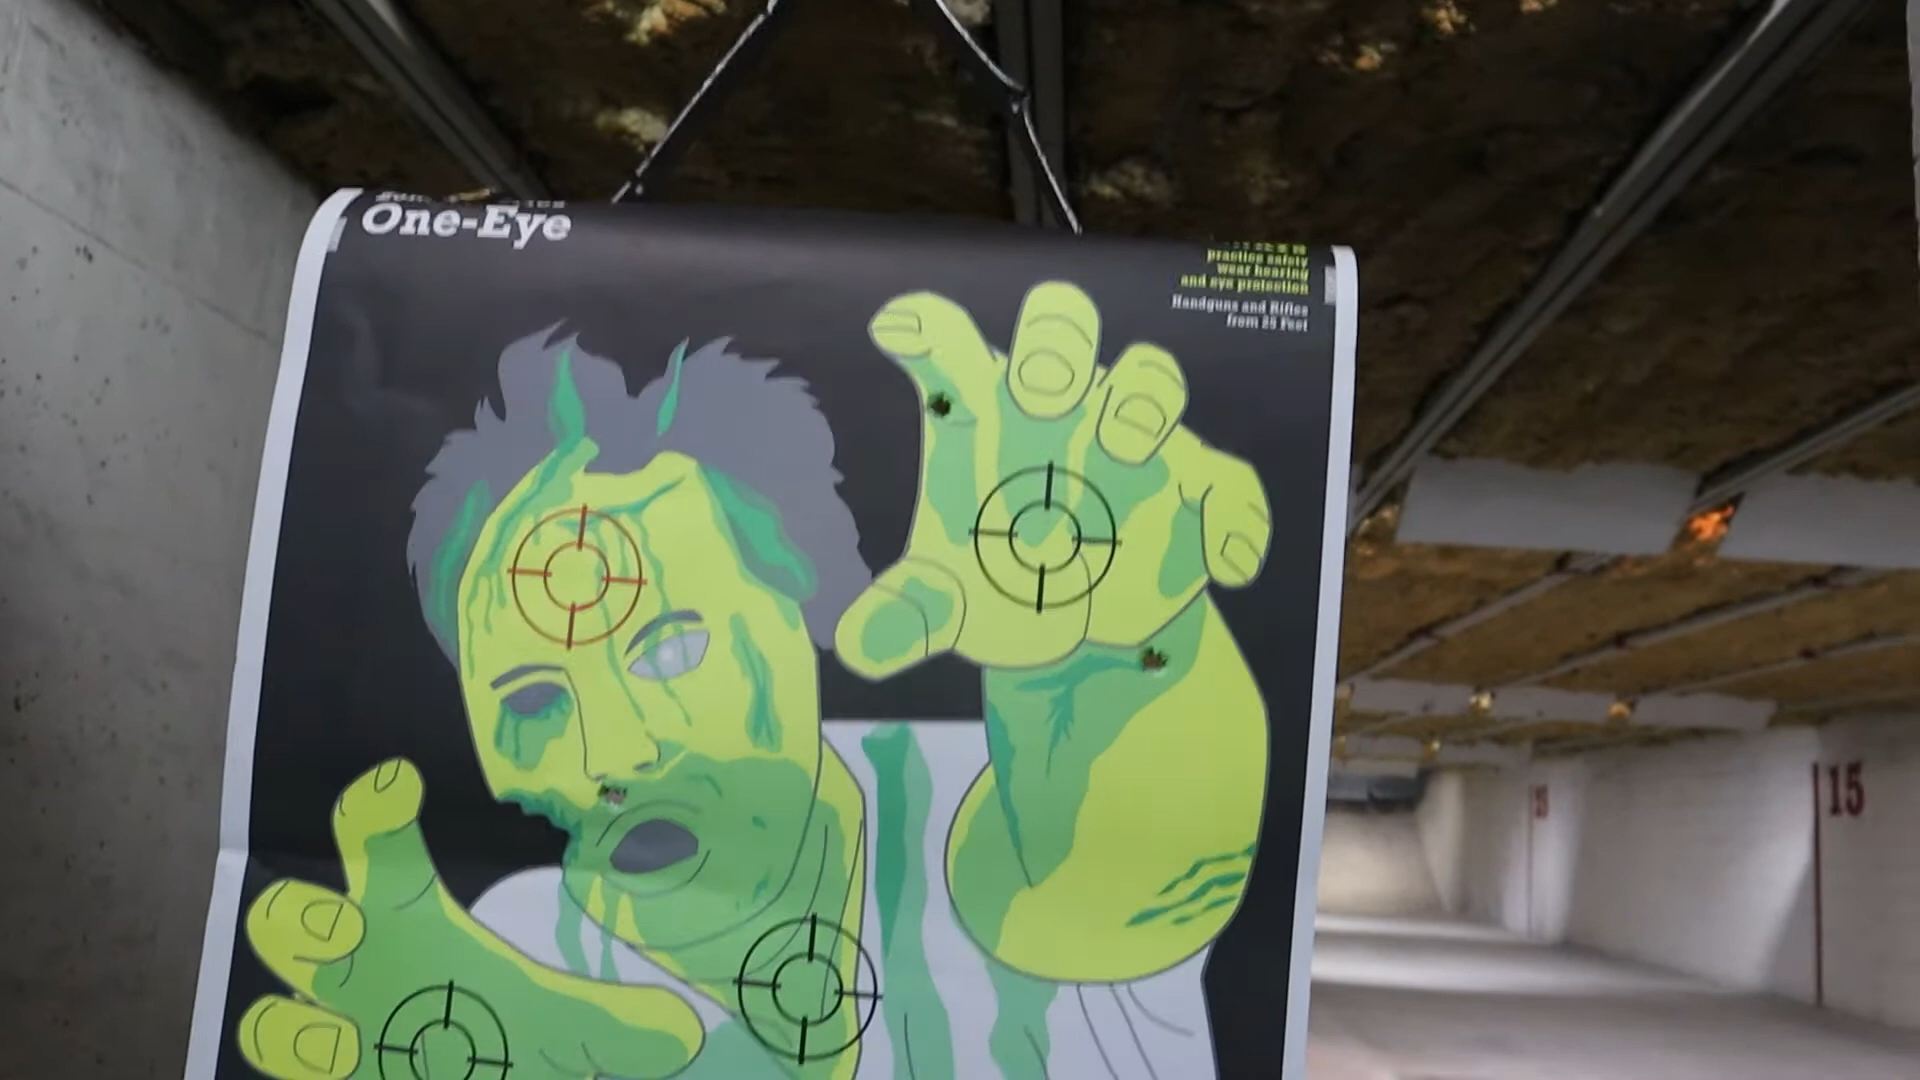 One-Eye
practice safety
wear hearing
and eye protection
Handguns and Rifles
from 25 Feet
15